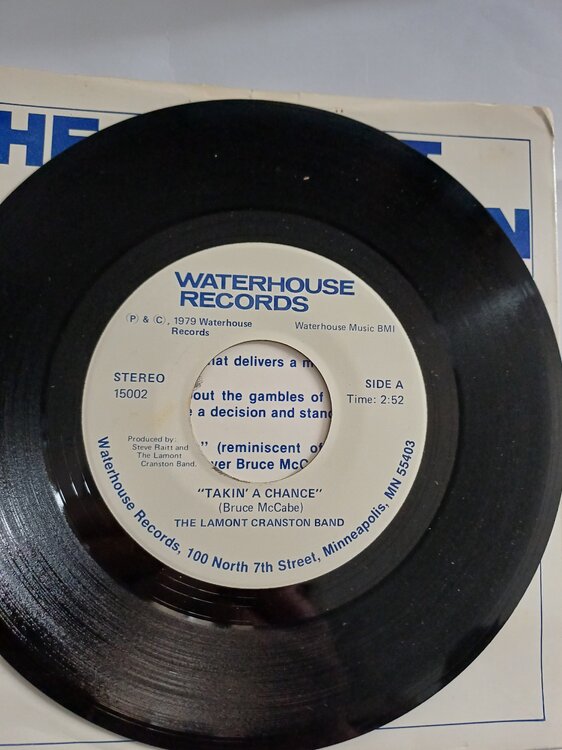 HE
N
WATERHOUSE
RECORDS
(P) & (C), 1979 Waterhouse
Records
Waterhouse Music BMI
hat delivers a m
STEREO
15002
SIDE A
Time: 2:52
out the gambles of
e a decision and stand
Produced by:
Steve Raitt and
The Lamont
Cranston Band.
" (reminiscent of
ver Bruce McC
"TAKIN' A CHANCE"
(Bruce McCabe)
THE LAMONT CRANSTON BAND
Waterhouse Records, 100 North 7th Street, Minneapolis, MN 55403